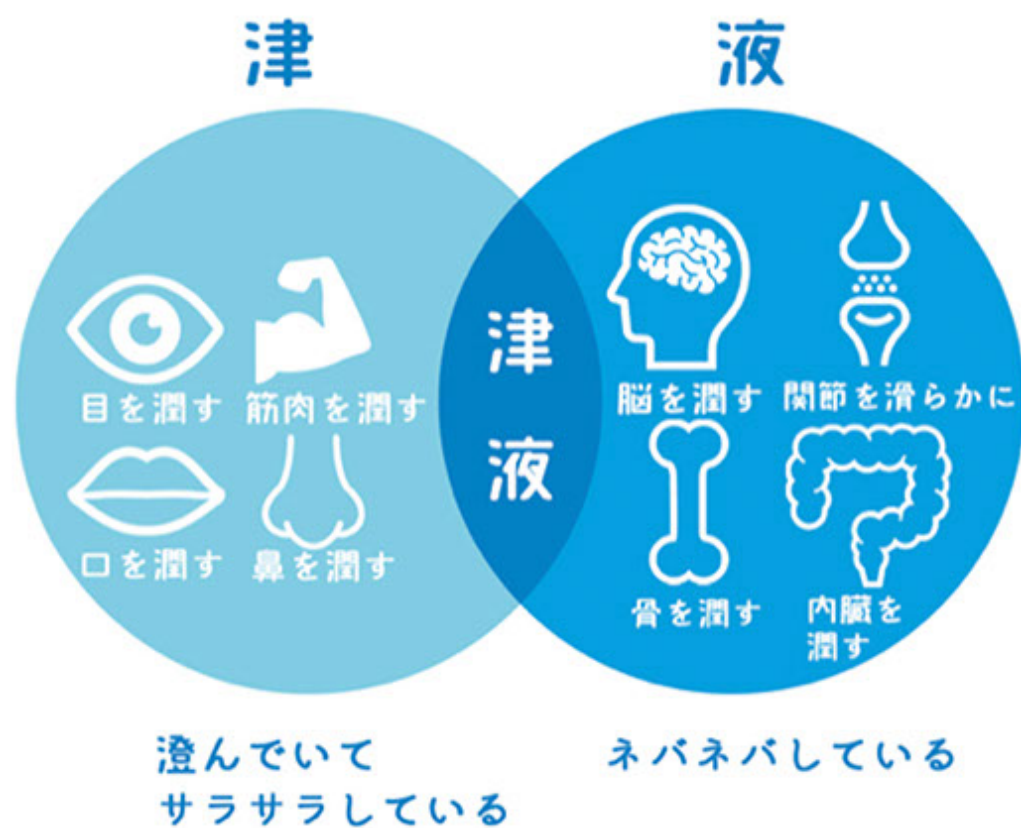 津
液
目を潤す
筋肉を潤す
口を潤す
鼻を潤す
津
液
脳を潤す
関節を滑らかに
骨を潤す
内臓を
潤す
澄んでいて
サラサラしている
ネバネバしている